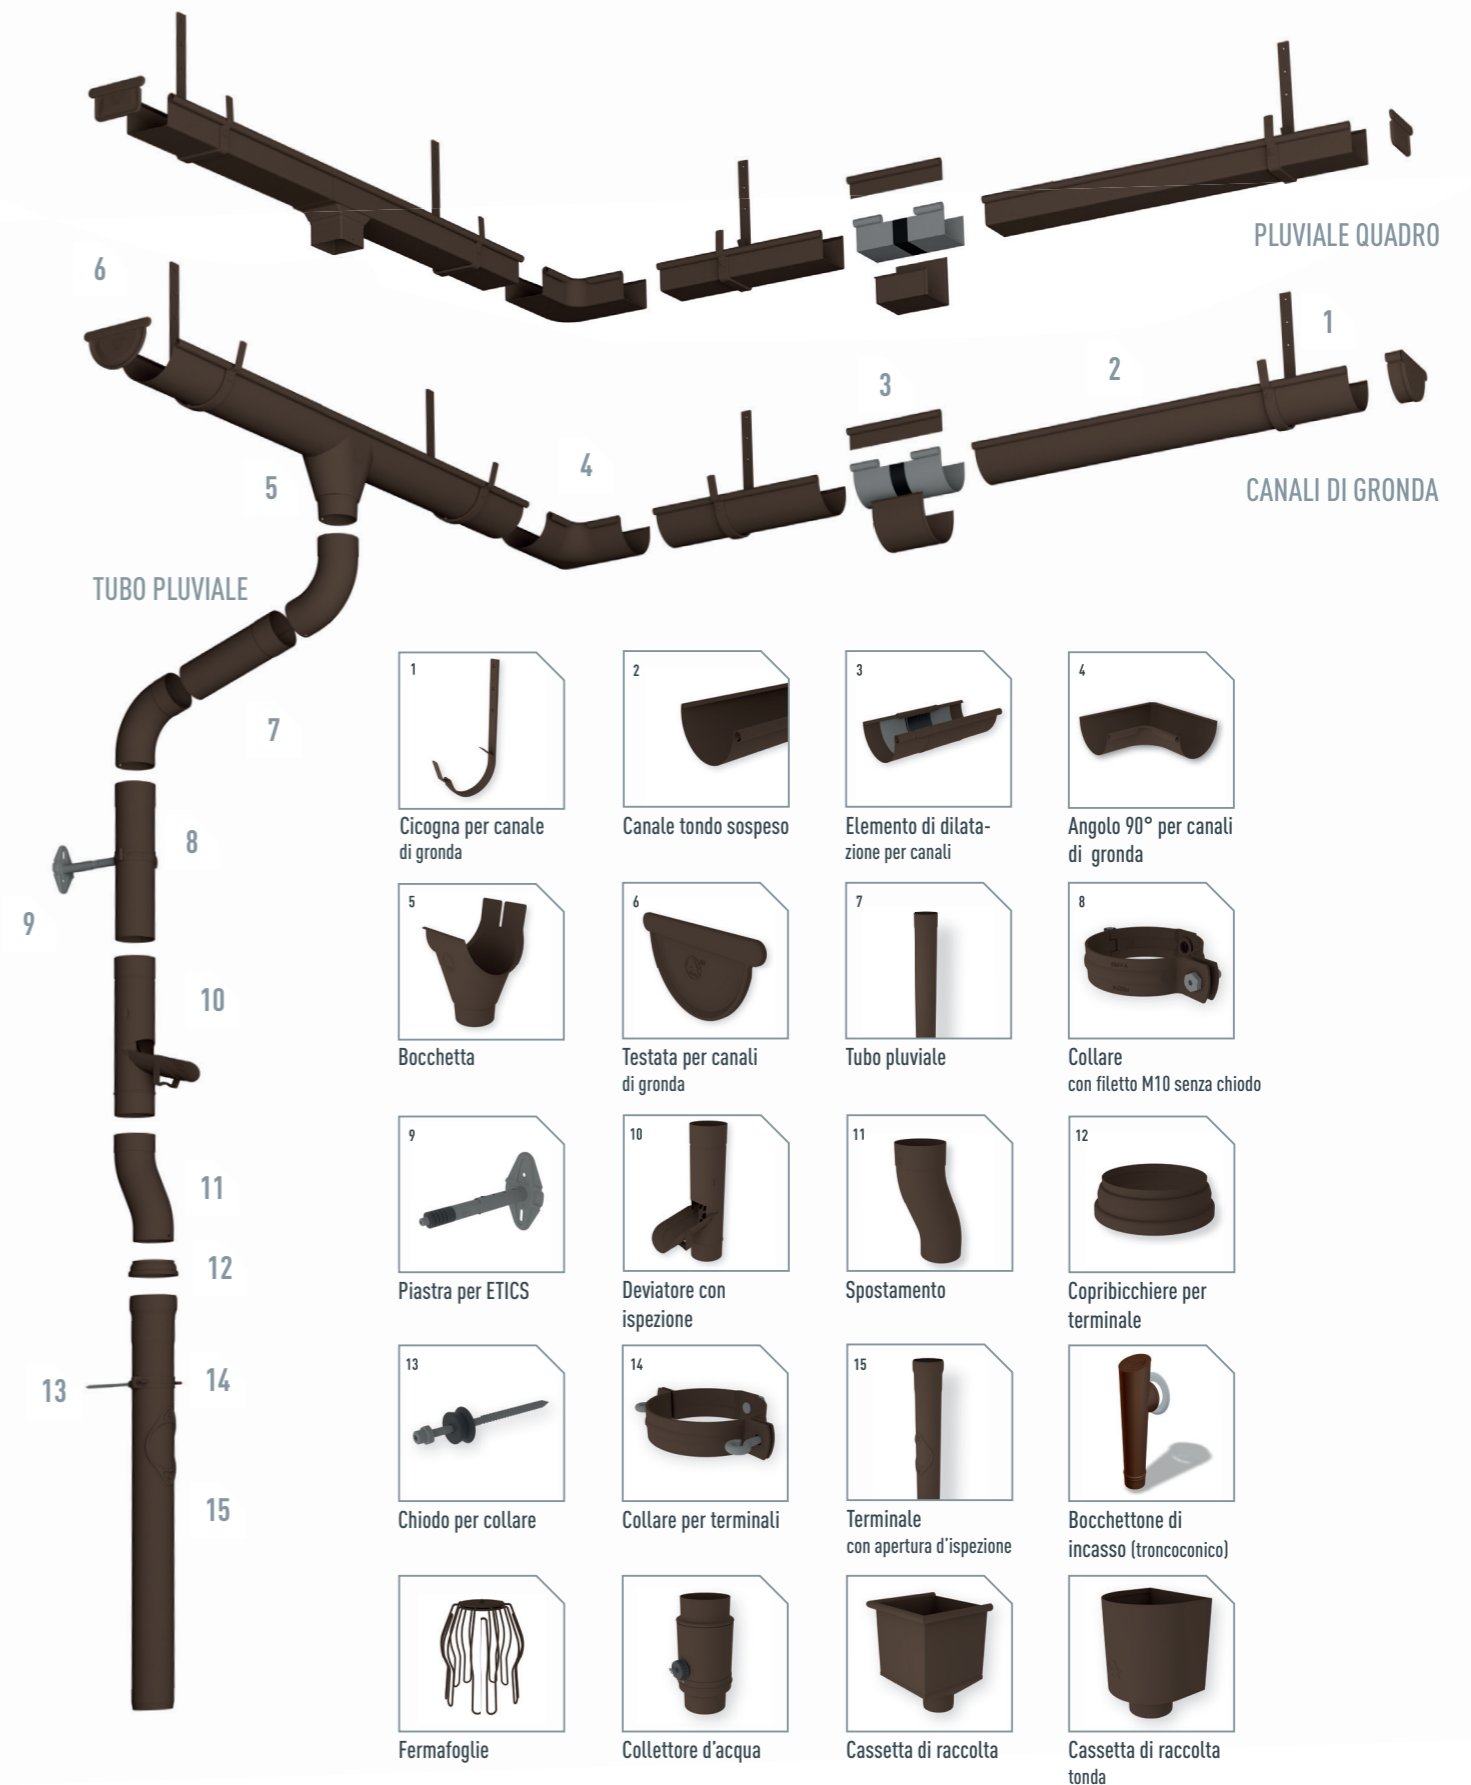 PLUVIALE QUADRO
6
1
2
3
CANALI DI GRONDA
4
5
TUBO PLUVIALE
7
8
9
10
11
12
13
14
15
1
Cicogna per canale
di gronda
2
Canale tondo sospeso
3
Elemento di dilata-
zione per canali
4
Angolo 90° per canali
di gronda
5
Bocchetta
6
Testata per canali
di gronda
7
Tubo pluviale
8
Collare
con filetto M10 senza chiodo
9
Piastra per ETICS
10
Deviatore con
ispezione
11
Spostamento
12
Copribicchiere per
terminale
13
Chiodo per collare
14
Collare per terminali
15
Terminale
con apertura d'ispezione
Bocchettone di
incasso (troncoconico)
Fermafoglie
Collettore d'acqua
Cassetta di raccolta
Cassetta di raccolta
tonda